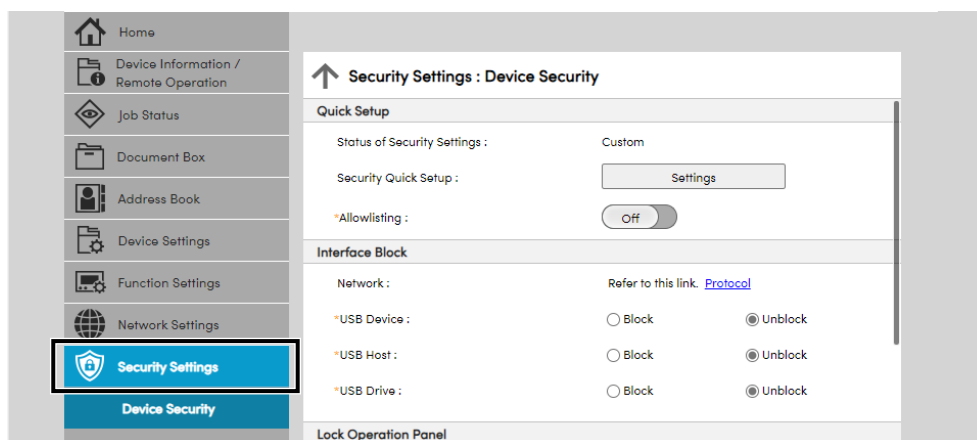 Home
Device Information /
Remote Operation
Job Status
Document Box
Address Book
Device Settings
Function Settings
Network Settings
Security Settings
Device Security
Security Settings : Device Security
Quick Setup
Status of Security Settings : Custom
Security Quick Setup : Settings
*Allowlisting : Off
Interface Block
Network : Refer to this link. Protocol
*USB Device : Block Unblock
*USB Host : Block Unblock
*USB Drive : Block Unblock
Lock Operation Panel